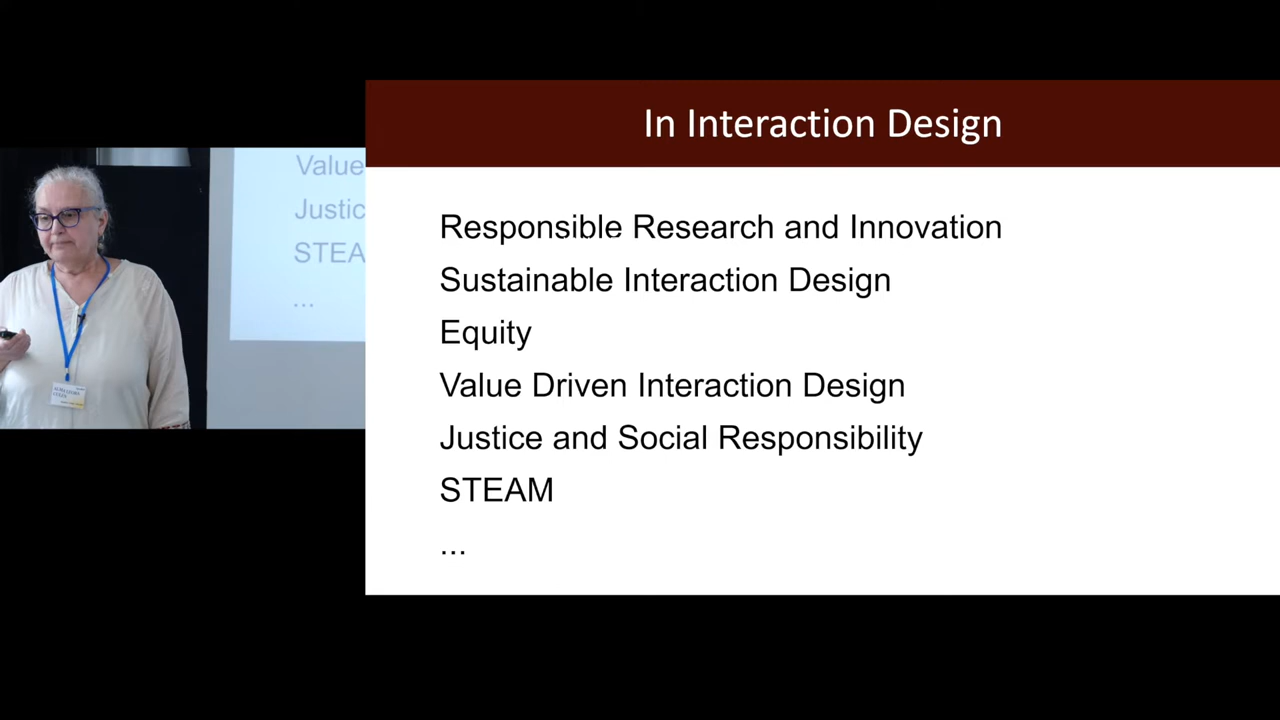 In Interaction Design
Responsible Research and Innovation
Sustainable Interaction Design
Equity
Value Driven Interaction Design
Justice and Social Responsibility
STEAM
...
Value
Justic
STEA
...